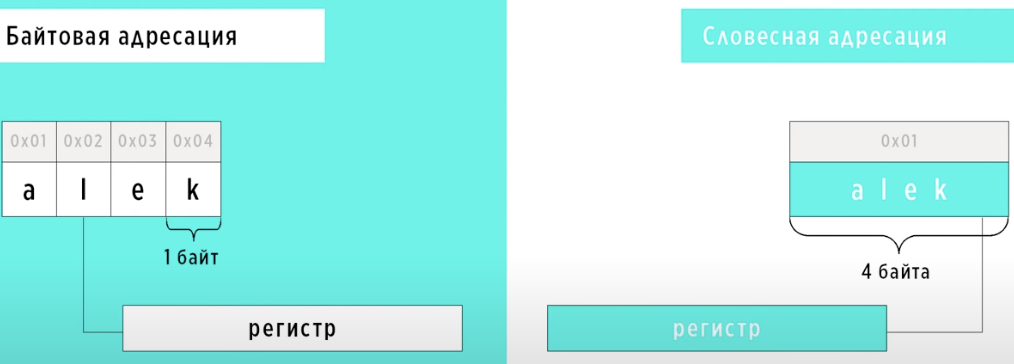 Байтовая адресация
0x01 0x02 0x03 0x04
a l e k
1 байт
регистр
Словесная адресация
0x01
a l e k
4 байта
регистр